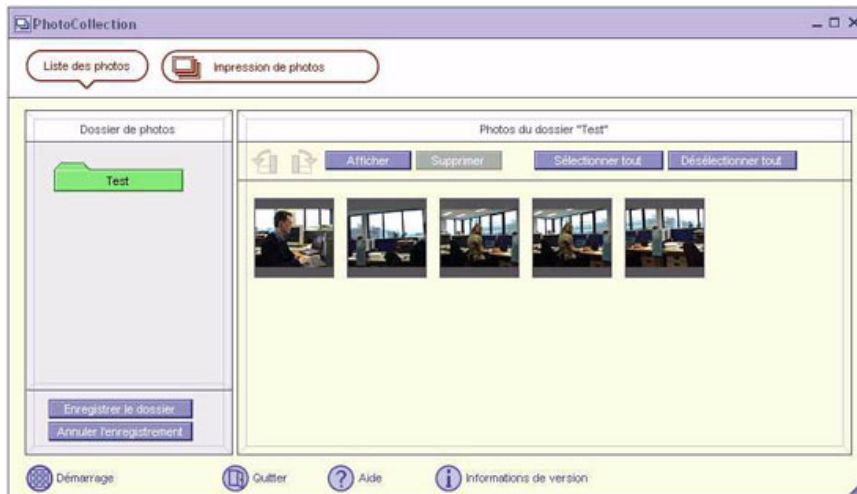 PhotoCollection
Liste des photos
Impression de photos
Dossier de photos
Photos du dossier "Test"
Afficher
Supprimer
Sélectionner tout
Désélectionner tout
Test
Enregistrer le dossier
Annuler l'enregistrement
Démarrage
Quitter
Aide
Informations de version